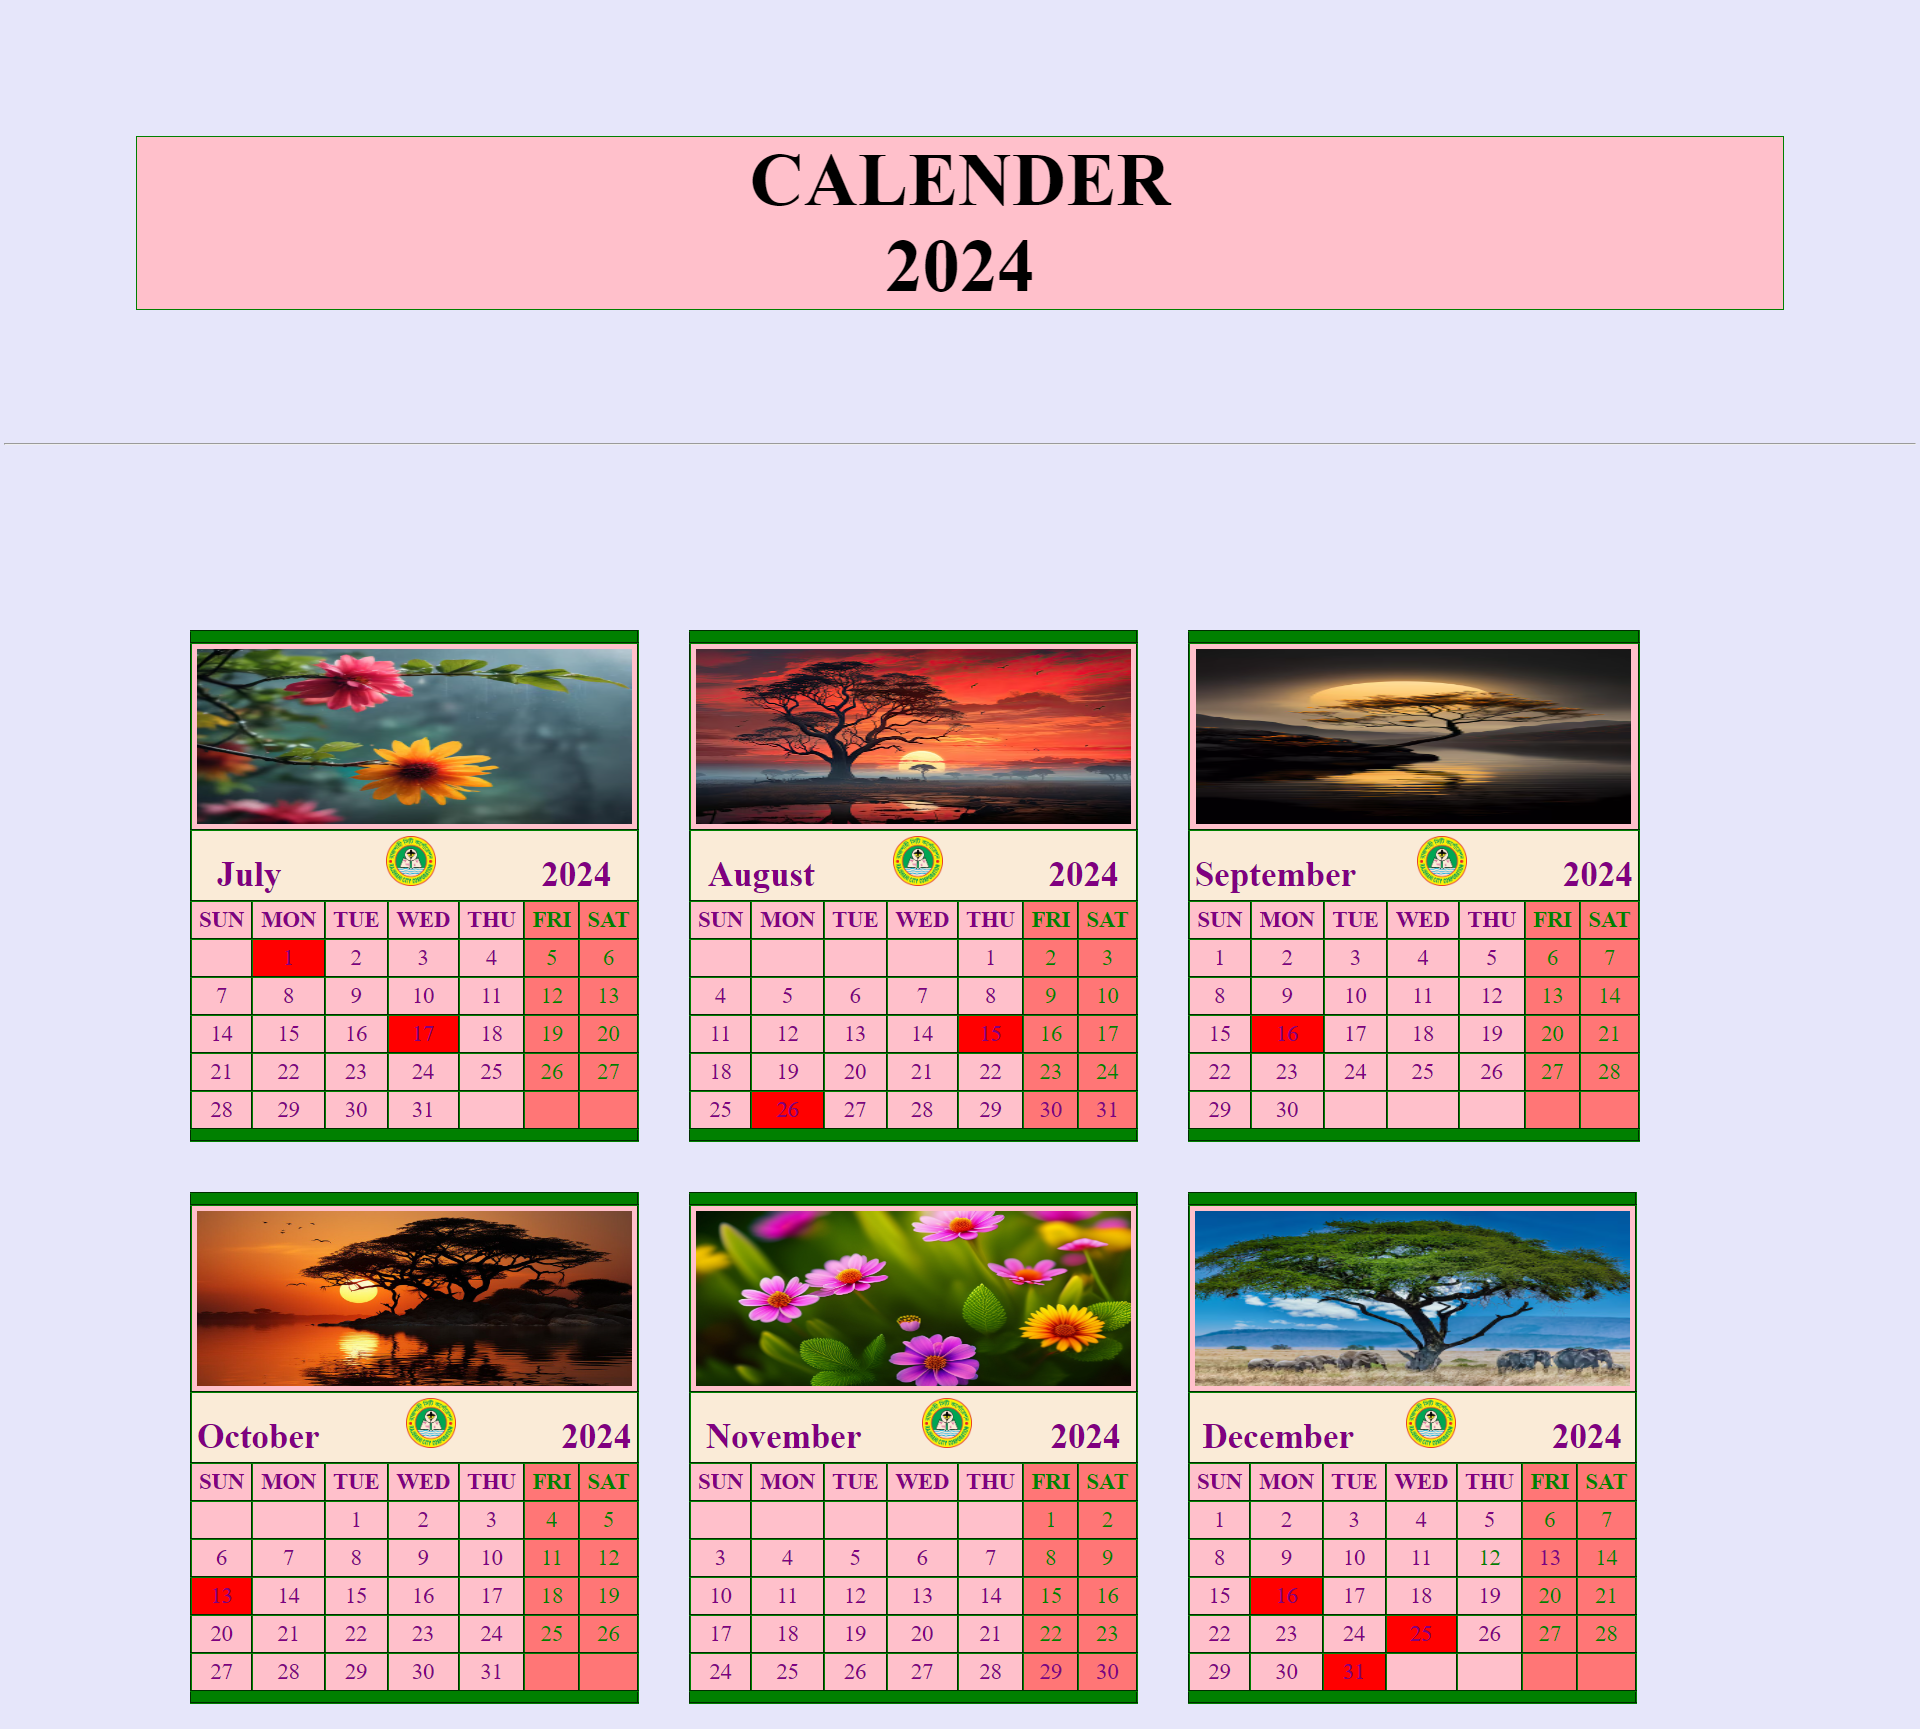 CALENDER
2024
July 2024
SUN MON TUE WED THU FRI SAT
1 2 3 4 5 6
7 8 9 10 11 12 13
14 15 16 17 18 19 20
21 22 23 24 25 26 27
28 29 30 31
August 2024
SUN MON TUE WED THU FRI SAT
1 2 3
4 5 6 7 8 9 10
11 12 13 14 15 16 17
18 19 20 21 22 23 24
25 26 27 28 29 30 31
September 2024
SUN MON TUE WED THU FRI SAT
1 2 3 4 5 6 7
8 9 10 11 12 13 14
15 16 17 18 19 20 21
22 23 24 25 26 27 28
29 30
October 2024
SUN MON TUE WED THU FRI SAT
1 2 3 4 5
6 7 8 9 10 11 12
13 14 15 16 17 18 19
20 21 22 23 24 25 26
27 28 29 30 31
November 2024
SUN MON TUE WED THU FRI SAT
1 2
3 4 5 6 7 8 9
10 11 12 13 14 15 16
17 18 19 20 21 22 23
24 25 26 27 28 29 30
December 2024
SUN MON TUE WED THU FRI SAT
1 2 3 4 5 6 7
8 9 10 11 12 13 14
15 16 17 18 19 20 21
22 23 24 25 26 27 28
29 30 31